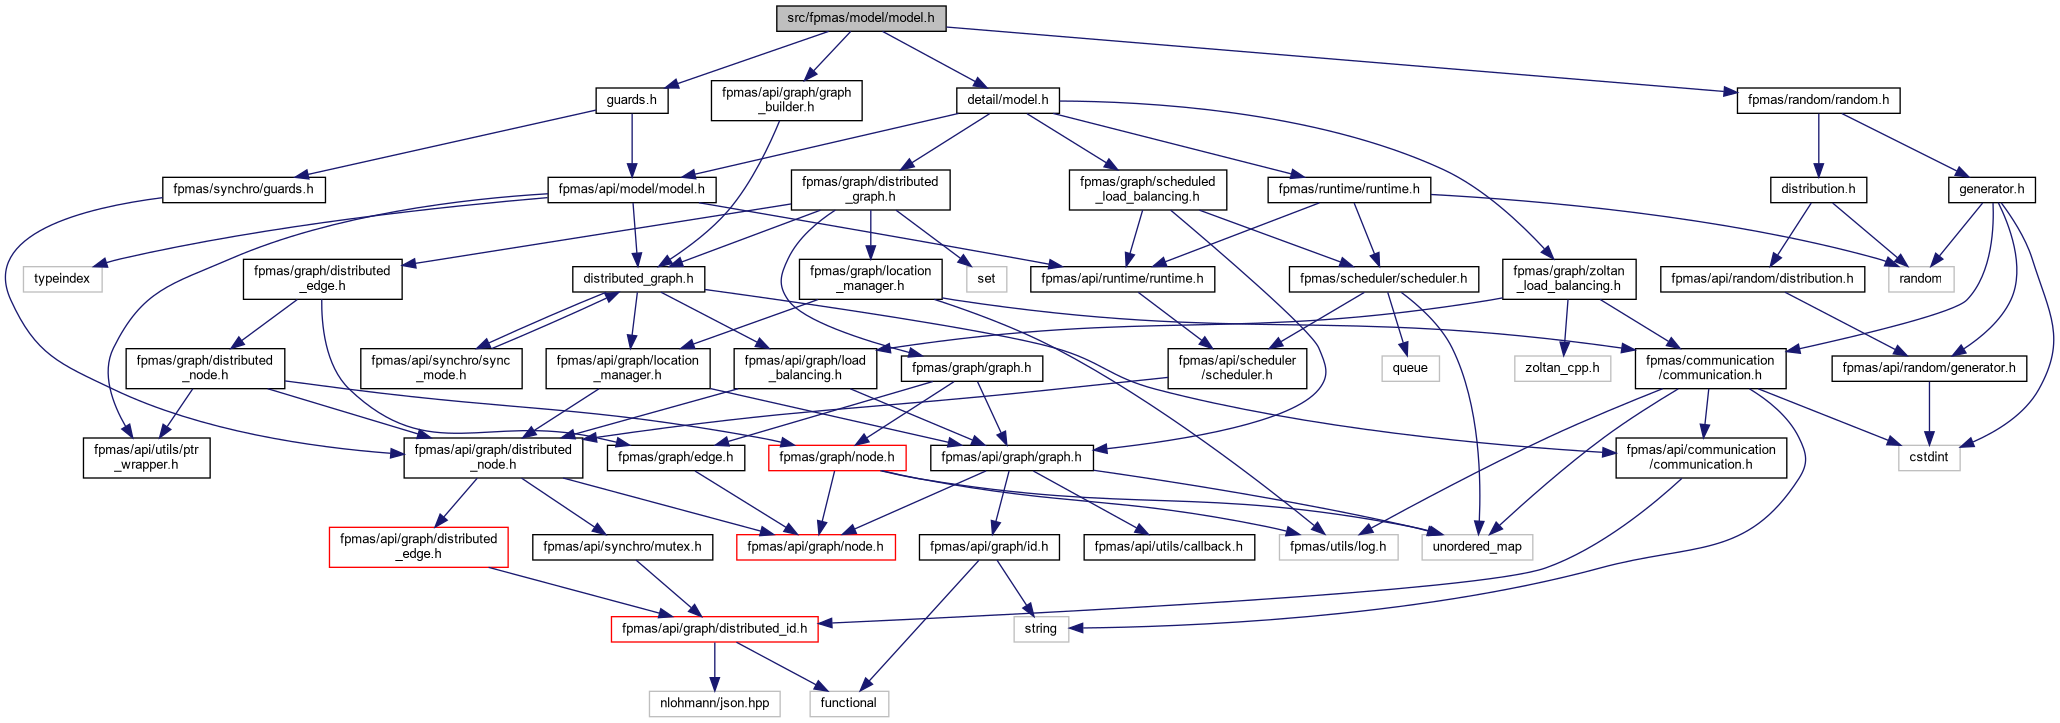 src/fpmas/model/model.h
guards.h
fpmas/api/graph/graph
_builder.h
detail/model.h
fpmas/random/random.h
fpmas/synchro/guards.h
fpmas/api/model/model.h
fpmas/graph/distributed
_graph.h
fpmas/graph/scheduled
_load_balancing.h
fpmas/runtime/runtime.h
distribution.h
generator.h
typeindex
fpmas/graph/distributed
_edge.h
distributed_graph.h
fpmas/graph/location
_manager.h
set
fpmas/api/runtime/runtime.h
fpmas/scheduler/scheduler.h
fpmas/graph/zoltan
_load_balancing.h
fpmas/api/random/distribution.h
random
fpmas/graph/distributed
_node.h
fpmas/api/synchro/sync
_mode.h
fpmas/api/graph/location
_manager.h
fpmas/api/graph/load
_balancing.h
fpmas/graph/graph.h
fpmas/api/scheduler
/scheduler.h
queue
zoltan_cpp.h
fpmas/communication
/communication.h
fpmas/api/random/generator.h
fpmas/api/utils/ptr
_wrapper.h
fpmas/api/graph/distributed
_node.h
fpmas/graph/edge.h
fpmas/graph/node.h
fpmas/api/graph/graph.h
fpmas/api/communication
/communication.h
cstdint
fpmas/api/graph/distributed
_edge.h
fpmas/api/synchro/mutex.h
fpmas/api/graph/node.h
fpmas/api/graph/id.h
fpmas/api/utils/callback.h
fpmas/utils/log.h
unordered_map
fpmas/api/graph/distributed_id.h
string
nlohmann/json.hpp
functional